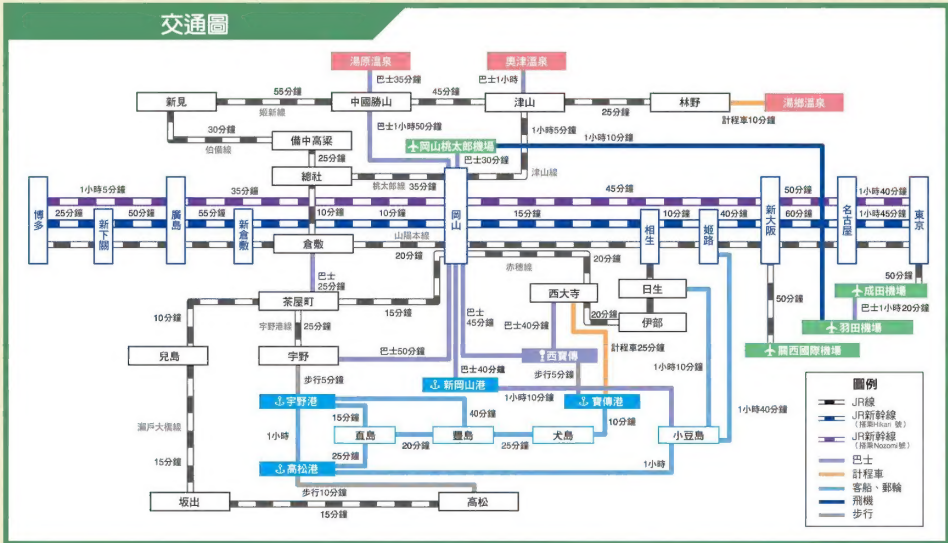 交通圖
湯原溫泉
奧津溫泉
巴士35分鐘
巴士1小時
55分鐘
45分鐘
新見
中國勝山
津山
林野
湯鄉溫泉
姬新線
25分鐘
計程車10分鐘
巴士1小時50分鐘
1小時5分鐘
1小時10分鐘
30分鐘
備中高梁
岡山桃太郎機場
伯備線
25分鐘
巴士30分鐘
總社
桃太郎線
35分鐘
津山線
1小時5分鐘
35分鐘
45分鐘
50分鐘
1小時40分鐘
博多
25分鐘
新下關
50分鐘
廣島
55分鐘
新倉敷
10分鐘
10分鐘
岡山
15分鐘
相生
10分鐘
姬路
40分鐘
新大阪
60分鐘
名古屋
1小時45分鐘
東京
倉敷
山陽本線
20分鐘
赤穗線
20分鐘
50分鐘
巴士
25分鐘
西大寺
日生
成田機場
巴士1小時20分鐘
10分鐘
茶屋町
15分鐘
巴士
45分鐘
巴士40分鐘
20分鐘
伊部
50分鐘
羽田機場
宇野港線
25分鐘
計程車25分鐘
關西國際機場
兒島
宇野
巴士50分鐘
西寶傳
巴士40分鐘
步行5分鐘
1小時10分鐘
步行5分鐘
新岡山港
1小時10分鐘
寶傳港
宇野港
15分鐘
40分鐘
10分鐘
1小時40分鐘
瀨戶大橋線
1小時
直島
20分鐘
豐島
25分鐘
犬島
小豆島
25分鐘
1小時
15分鐘
高松港
步行10分鐘
坂出
15分鐘
高松
圖例
JR線
JR新幹線
(搭乘Hikari 號)
JR新幹線
(搭乘Nozomi號)
巴士
計程車
客船、郵輪
飛機
步行